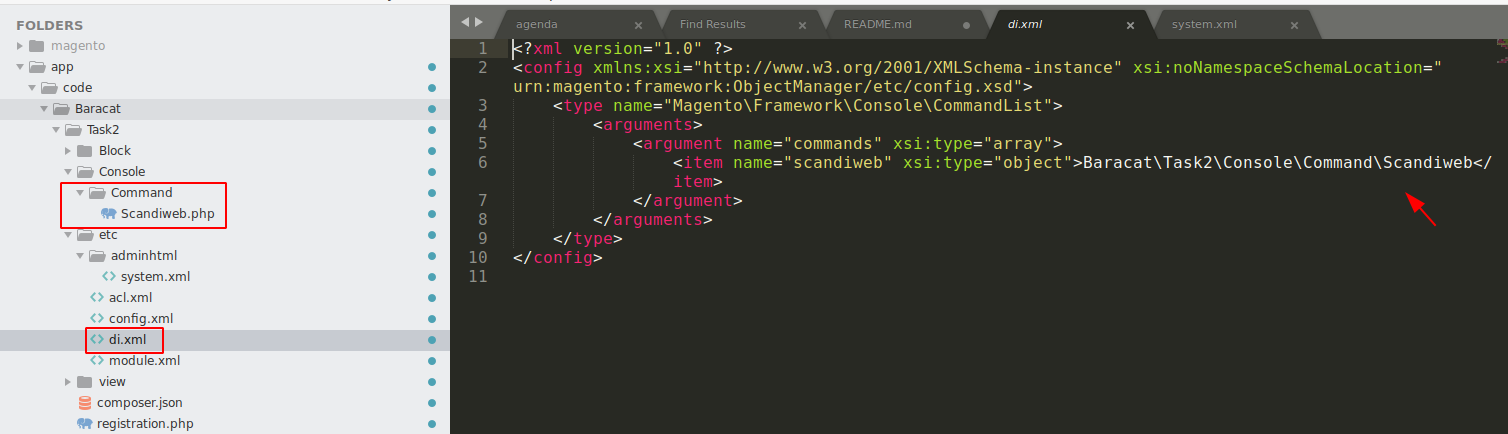 FOLDERS
magento
app
code
Baracat
Task2
Block
Console
Command
Scandiweb.php
etc
adminhtml
system.xml
acl.xml
config.xml
di.xml
module.xml
view
composer.json
registration.php
agenda
Find Results
README.md
di.xml
system.xml
1 <?xml version="1.0" ?>
2 <config xmlns:xsi="http://www.w3.org/2001/XMLSchema-instance" xsi:noNamespaceSchemaLocation="
urn:magento:framework:ObjectManager/etc/config.xsd">
3 <type name="Magento\Framework\Console\CommandList">
4 <arguments>
5 <argument name="commands" xsi:type="array">
6 <item name="scandiweb" xsi:type="object">Baracat\Task2\Console\Command\Scandiweb</
item>
7 </argument>
8 </arguments>
9 </type>
10 </config>
11